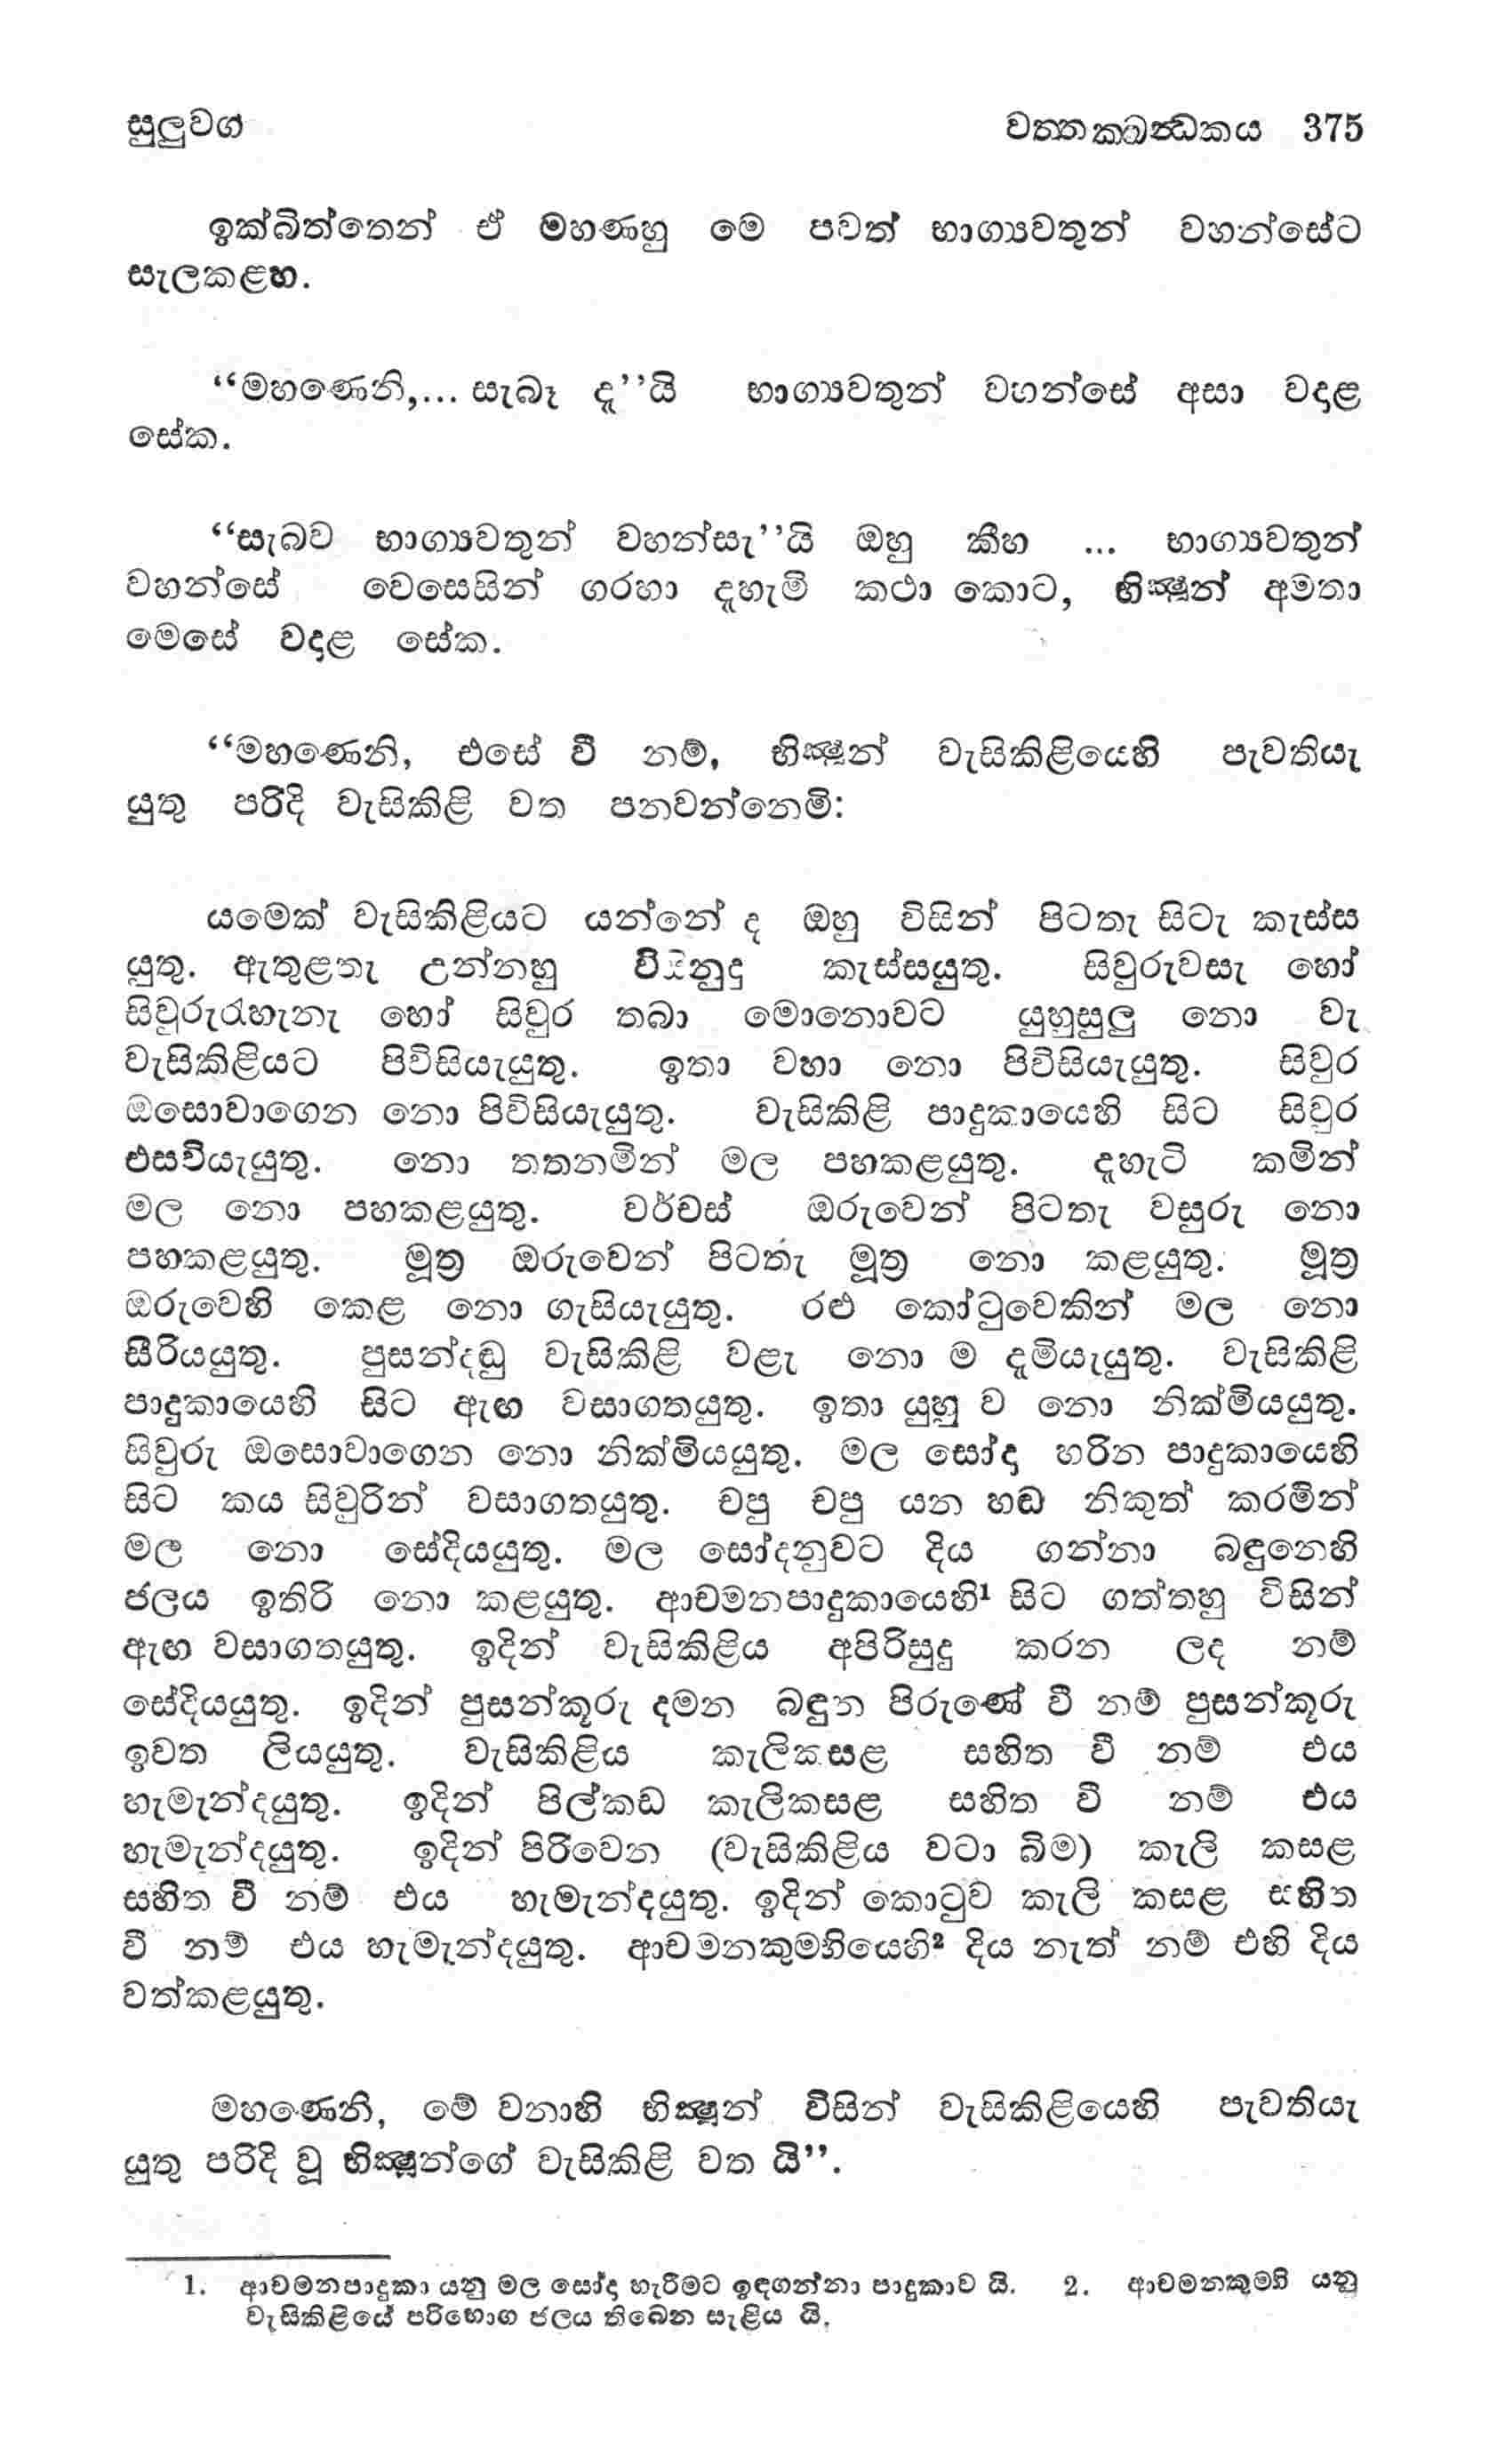 සුලුවග වත්තක්ඛන්ධකය 375
ඉක්බිත්තෙන් ඒ මහණහු මෙ පවත් භාග්‍යවතුන් වහන්සේට
සැලකළහ.
“මහණෙනි,... සැබෑ දැ”යි භාග්‍යවතුන් වහන්සේ අසා වදාළ
සේක.
“සැබව භාග්‍යවතුන් වහන්සැ”යි ඔහු කීහ ... භාග්‍යවතුන්
වහන්සේ වෙසෙසින් ගරහා දැහැමි කථා කොට, භික්‍ෂූන් අමතා
මෙසේ වදාළ සේක.
“මහණෙනි, එසේ වී නම්, භික්‍ෂූන් වැසිකිළියෙහි පැවතියැ
යුතු පරිදි වැසිකිළි වත පනවන්නෙමි:
යමෙක් වැසිකිළියට යන්නේ ද ඔහු විසින් පිටතැ සිටැ කැස්ස
යුතු. ඇතුළතැ උන්නහු විසිනුදු කැස්සයුතු. සිවුරුවසැ හෝ
සිවුරුරැහැනැ හෝ සිවුර තබා මොනොවට යුහුසුලු නො වැ
වැසිකිළියට පිවිසියැයුතු. ඉතා වහා නො පිවිසියැයුතු. සිවුර
ඔසොවාගෙන නො පිවිසියැයුතු. වැසිකිළි පාදුකායෙහි සිට සිවුර
එසවියැයුතු. නො තතනමින් මල පහකළයුතු. දැහැටි කමින්
මල නො පහකළයුතු. වර්චස් ඔරුවෙන් පිටතැ වසුරු නො
පහකළයුතු. මූත්‍ර ඔරුවෙන් පිටතැ මූත්‍ර නො කළයුතු. මූත්‍ර
ඔරුවෙහි කෙළ නො ගැසියැයුතු. රළු කෝටුවෙකින් මල නො
සීරියයුතු. පුසන්දඬු වැසිකිළි වළැ නො ම දැමියැයුතු. වැසිකිළි
පාදුකායෙහි සිට ඇඟ වසාගතයුතු. ඉතා යුහු ව නො නික්මියයුතු.
සිවුරු ඔසොවාගෙන නො නික්මියයුතු. මල සෝදා හරින පාදුකායෙහි
සිට කය සිවුරින් වසාගතයුතු. චපු චපු යන හඬ නිකුත් කරමින්
මල නො සේදියයුතු. මල සෝදනුවට දිය ගන්නා බඳුනෙහි
ජලය ඉතිරි නො කළයුතු. ආචමනපාදුකායෙහි¹ සිට ගත්තහු විසින්
ඇඟ වසාගතයුතු. ඉදින් වැසිකිළිය අපිරිසුදු කරන ලද නම්
සේදියයුතු. ඉදින් පුසන්කූරු දමන බඳුන පිරුණේ වී නම් පුසන්කූරු
ඉවත ලියයුතු. වැසිකිළිය කැලිකසළ සහිත වී නම් එය
හැමැන්දයුතු. ඉදින් පිල්කඩ කැලිකසළ සහිත වී නම් එය
හැමැන්දයුතු. ඉදින් පිරිවෙන (වැසිකිළිය වටා බිම) කැලි කසළ
සහිත වී නම් එය හැමැන්දයුතු. ඉදින් කොටුව කැලි කසළ සහිත
වී නම් එය හැමැන්දයුතු. ආචමනකුම්භියෙහි² දිය නැත් නම් එහි දිය
වත්කළයුතු.
මහණෙනි, මේ වනාහි භික්‍ෂූන් විසින් වැසිකිළියෙහි පැවතියැ
යුතු පරිදි වූ භික්‍ෂූන්ගේ වැසිකිළි වත යි”.
1. ආචමනපාදුකා යනු මල සෝදා හැරීමට ඉඳගන්නා පාදුකාව යි. 2. ආචමනකුම්භි යනු
වැසිකිළියේ පරිභොග ජලය තිබෙන සැළිය යි.